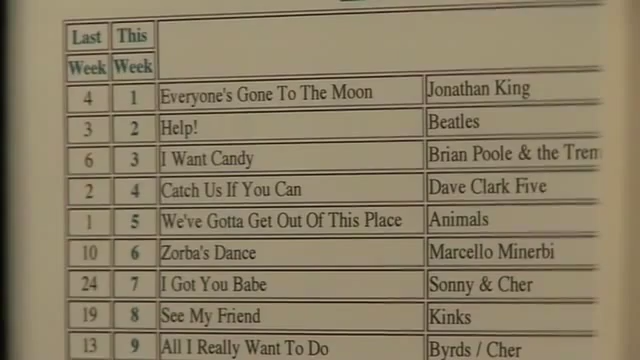 Last This
Week Week
4 1 Everyone's Gone To The Moon Jonathan King
3 2 Help! Beatles
6 3 I Want Candy Brian Poole & the Trem
2 4 Catch Us If You Can Dave Clark Five
1 5 We've Gotta Get Out Of This Place Animals
10 6 Zorba's Dance Marcello Minerbi
24 7 I Got You Babe Sonny & Cher
19 8 See My Friend Kinks
13 9 All I Really Want To Do Byrds / Cher